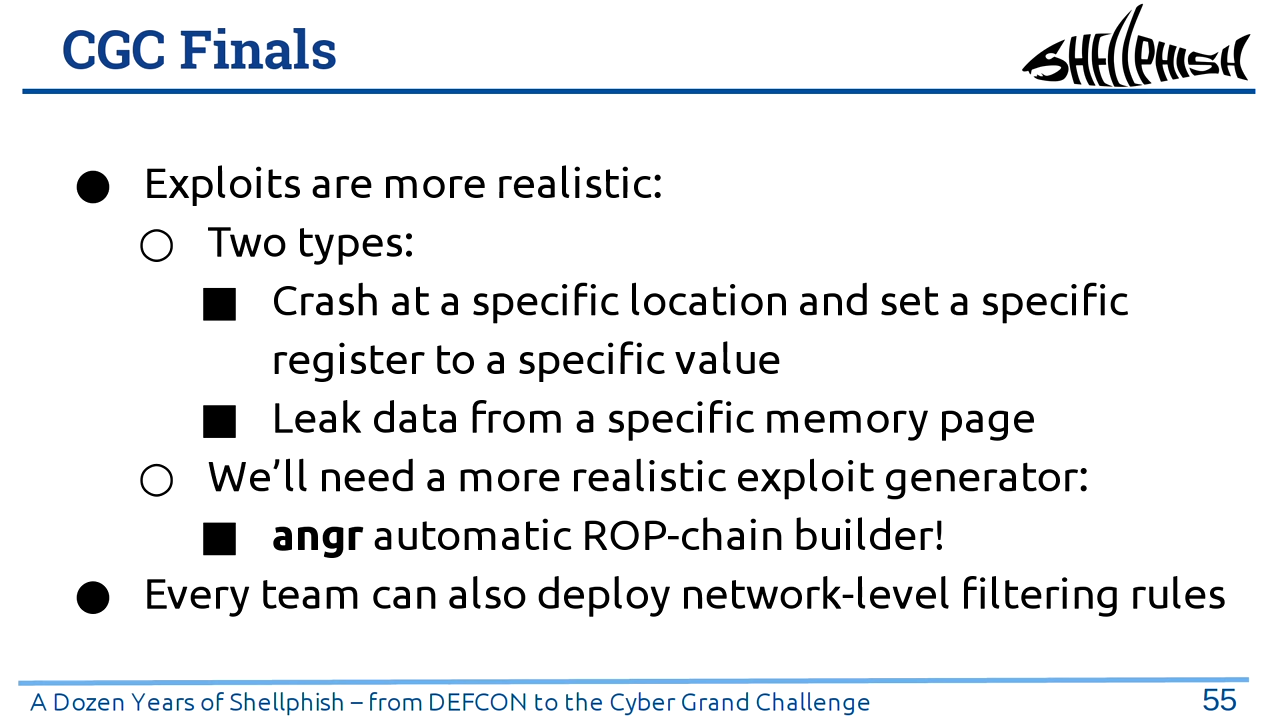 CGC Finals
SHELLPHISH
● Exploits are more realistic:
○ Two types:
■ Crash at a specific location and set a specific
register to a specific value
■ Leak data from a specific memory page
○ We’ll need a more realistic exploit generator:
■ angr automatic ROP-chain builder!
● Every team can also deploy network-level filtering rules
A Dozen Years of Shellphish – from DEFCON to the Cyber Grand Challenge
55